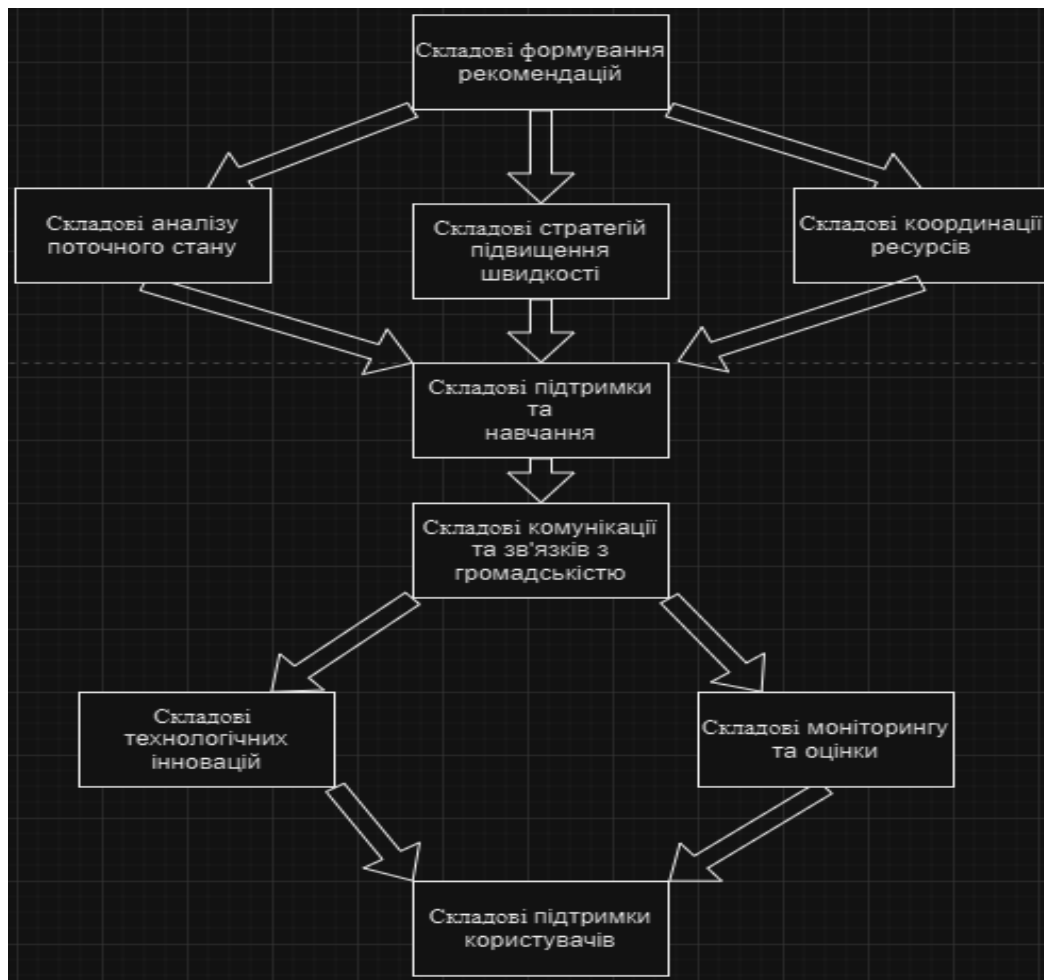 Складові формування
рекомендацій
Складові аналізу
поточного стану
Складові стратегій
підвищення
швидкості
Складові координації
ресурсів
Складові підтримки
та
навчання
Складові комунікації
та зв'язків з
громадськістю
Складові
технологічних
інновацій
Складові моніторингу
та оцінки
Складові підтримки
користувачів